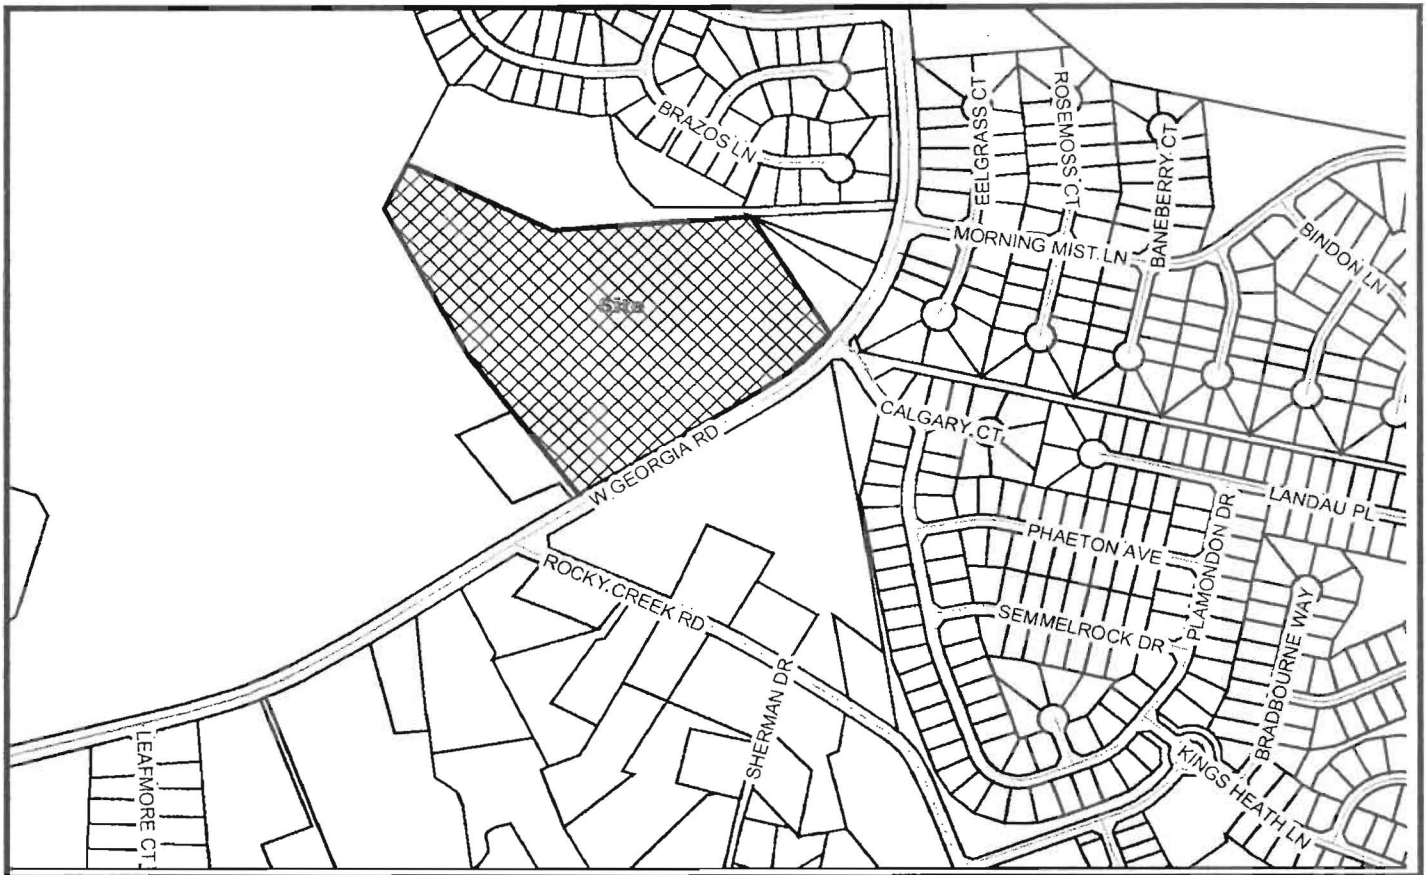 BRAZOS LN
EELGRASS CT
ROSEMOSS CT
BANEBERRY CT
MORNING MIST LN
BINDON LN
Site
CALGARY CT
W GEORGIA RD
LANDAU PL
PHAETON AVE
PLAMONDON DR
ROCKY CREEK RD
SEMMELROCK DR
BRADBOURNE WAY
SHERMAN DR
KINGS HEATH LN
LEAFMORE CT